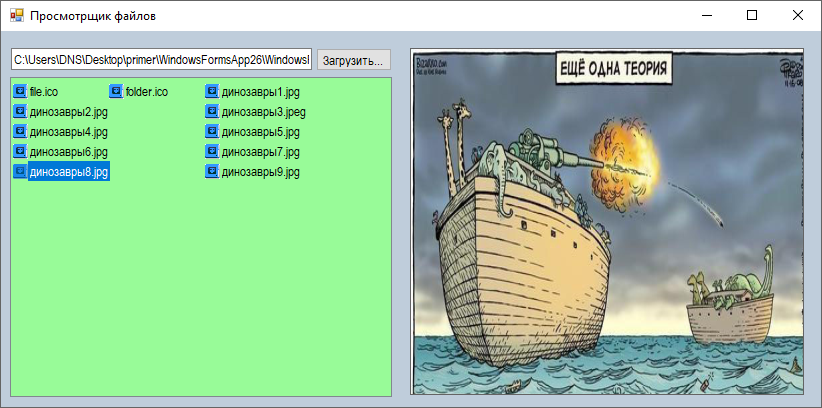 Просмотрщик файлов
C:\Users\DNS\Desktop\primer\WindowsFormsApp26\Windows
Загрузить...
file.ico folder.ico динозавры1.jpg
динозавры2.jpg динозавры3.jpeg
динозавры4.jpg динозавры5.jpg
динозавры6.jpg динозавры7.jpg
динозавры8.jpg динозавры9.jpg
BIZARRO.com
ЕЩЁ ОДНА ТЕОРИЯ